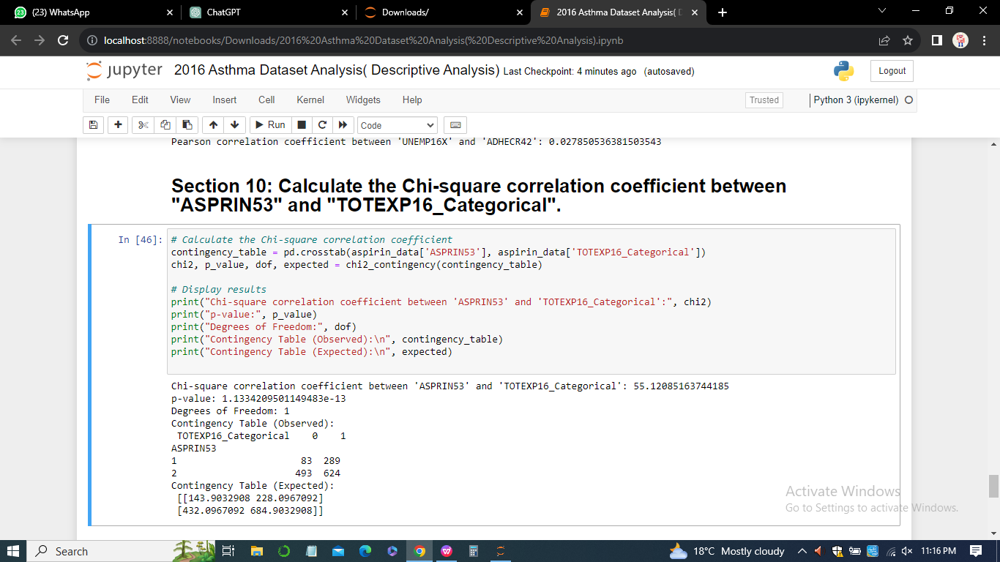 23 (23) WhatsApp
ChatGPT
Downloads/
2016 Asthma Dataset Analysis( D
localhost:8888/notebooks/Downloads/2016%20Asthma%20Dataset%20Analysis(%20Descriptive%20Analysis).ipynb
jupyter 2016 Asthma Dataset Analysis( Descriptive Analysis) Last Checkpoint: 4 minutes ago (autosaved)
Logout
File Edit View Insert Cell Kernel Widgets Help
Trusted
Python 3 (ipykernel)
Run
Code
Pearson correlation coefficient between 'UNEMP16X' and 'ADHECR42': 0.027850536381503543
Section 10: Calculate the Chi-square correlation coefficient between
"ASPRIN53" and "TOTEXP16_Categorical".
In [46]:
# Calculate the Chi-square correlation coefficient
contingency_table = pd.crosstab(aspirin_data['ASPRIN53'], aspirin_data['TOTEXP16_Categorical'])
chi2, p_value, dof, expected = chi2_contingency(contingency_table)
# Display results
print("Chi-square correlation coefficient between 'ASPRIN53' and 'TOTEXP16_Categorical':", chi2)
print("p-value:", p_value)
print("Degrees of Freedom:", dof)
print("Contingency Table (Observed):\n", contingency_table)
print("Contingency Table (Expected):\n", expected)
Chi-square correlation coefficient between 'ASPRIN53' and 'TOTEXP16_Categorical': 55.12085163744185
p-value: 1.1334209501149483e-13
Degrees of Freedom: 1
Contingency Table (Observed):
TOTEXP16_Categorical 0 1
ASPRIN53
1 83 289
2 493 624
Contingency Table (Expected):
[[143.9032908 228.0967092]
[432.0967092 684.9032908]]
Activate Windows
Go to Settings to activate Windows.
Search
18°C Mostly cloudy
11:16 PM